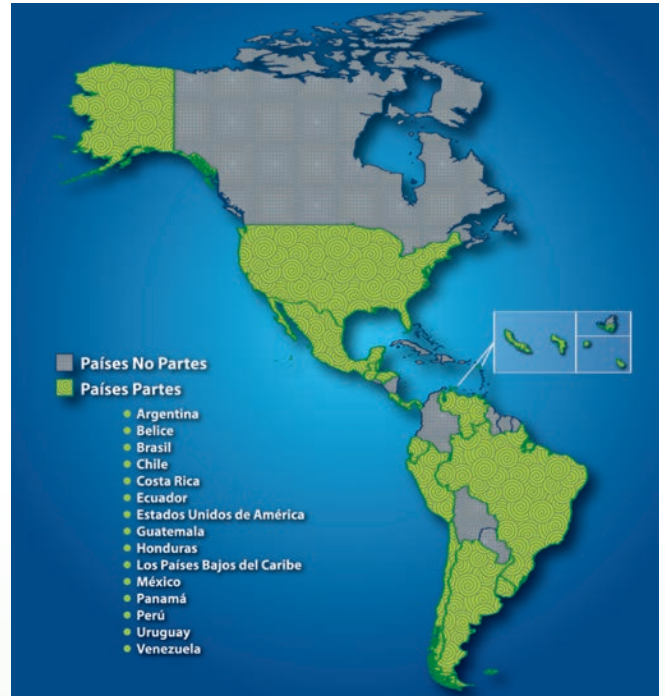 Países No Partes
Países Partes
Argentina
Belice
Brasil
Chile
Costa Rica
Ecuador
Estados Unidos de América
Guatemala
Honduras
Los Países Bajos del Caribe
México
Panamá
Perú
Uruguay
Venezuela